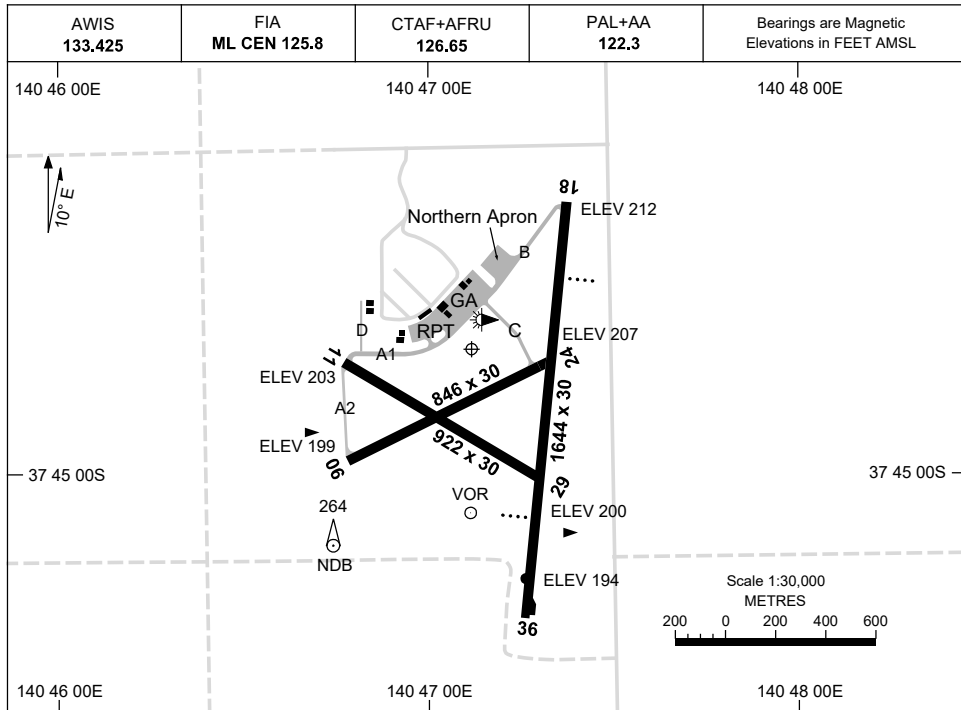 AWIS
133.425
FIA
ML CEN 125.8
CTAF+AFRU
126.65
PAL+AA
122.3
Bearings are Magnetic
Elevations in FEET AMSL
140 46 00E
140 47 00E
140 48 00E
10° E
18
Northern Apron
ELEV 212
B
GA
RPT
C
D
A1
ELEV 207
11
24
ELEV 203
846 x 30
A2
1644 x 30
922 x 30
ELEV 199
06
37 45 00S
37 45 00S
29
264
VOR
ELEV 200
NDB
ELEV 194
36
Scale 1:30,000
METRES
200 0 200 400 600
140 46 00E
140 47 00E
140 48 00E